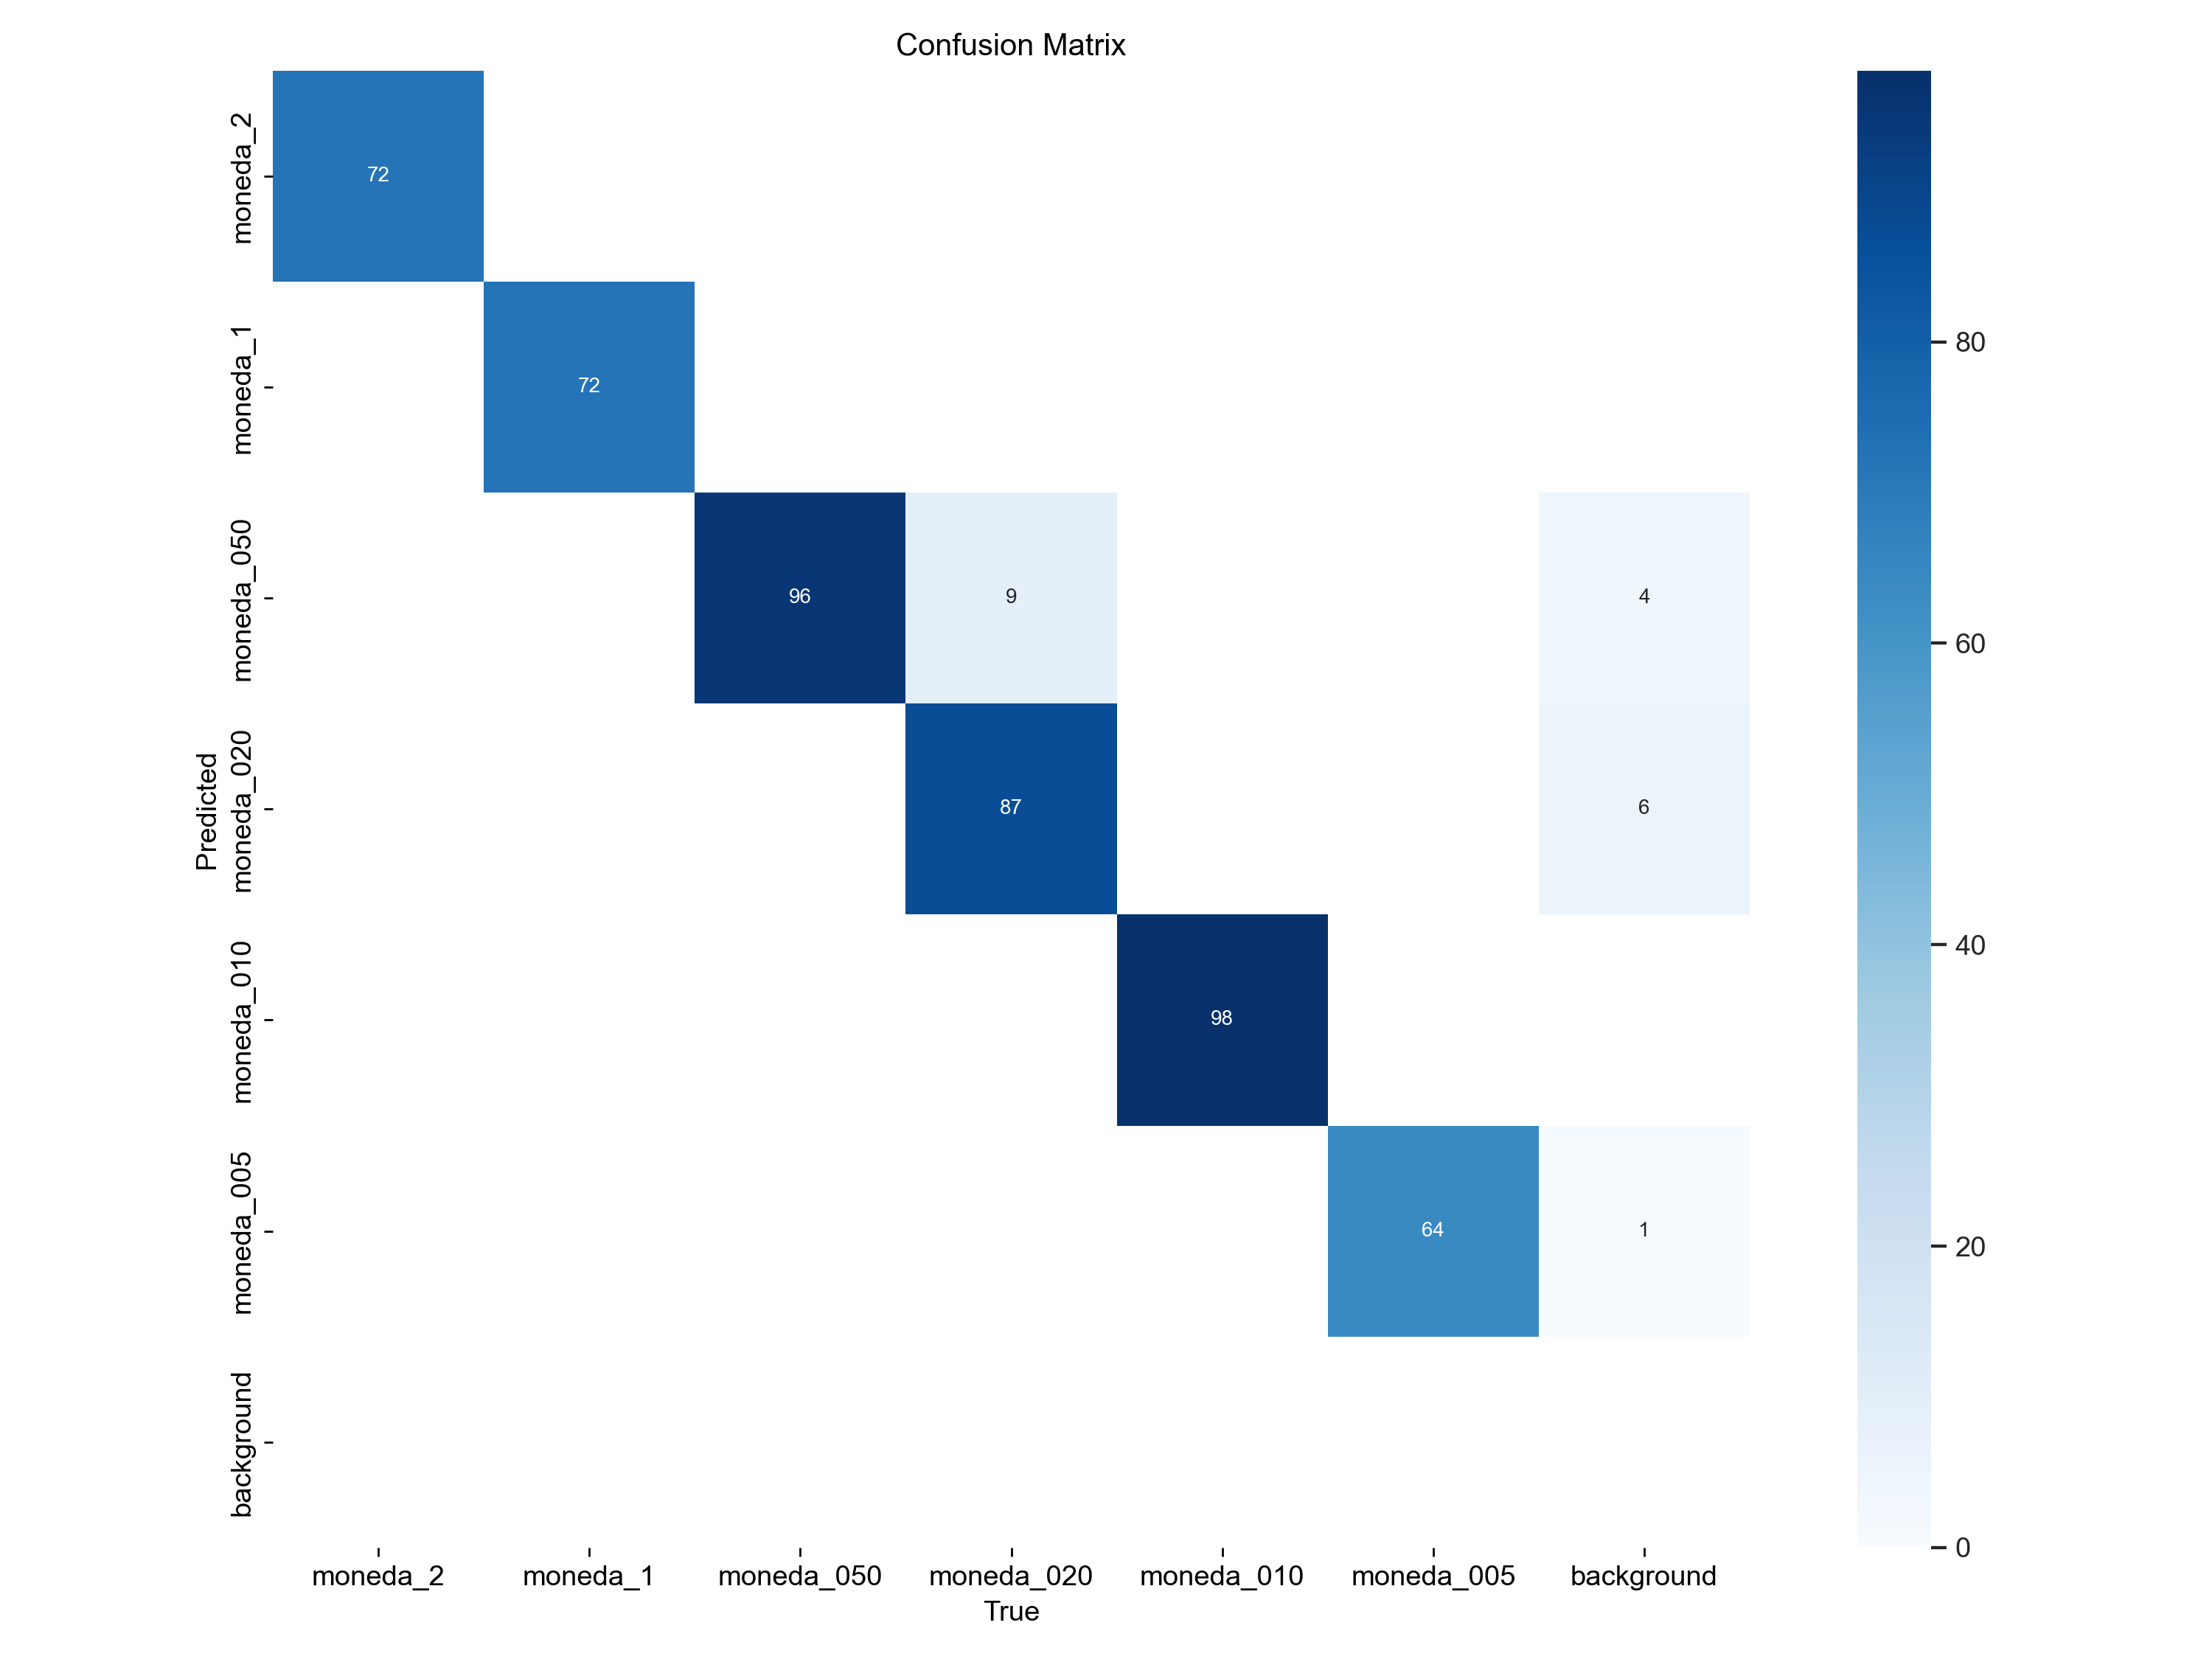 Confusion Matrix
Predicted
moneda_2
72
moneda_1
72
moneda_050
96 9 4
moneda_020
87 6
moneda_010
98
moneda_005
64 1
background
moneda_2 moneda_1 moneda_050 moneda_020 moneda_010 moneda_005 background
True
80
60
40
20
0